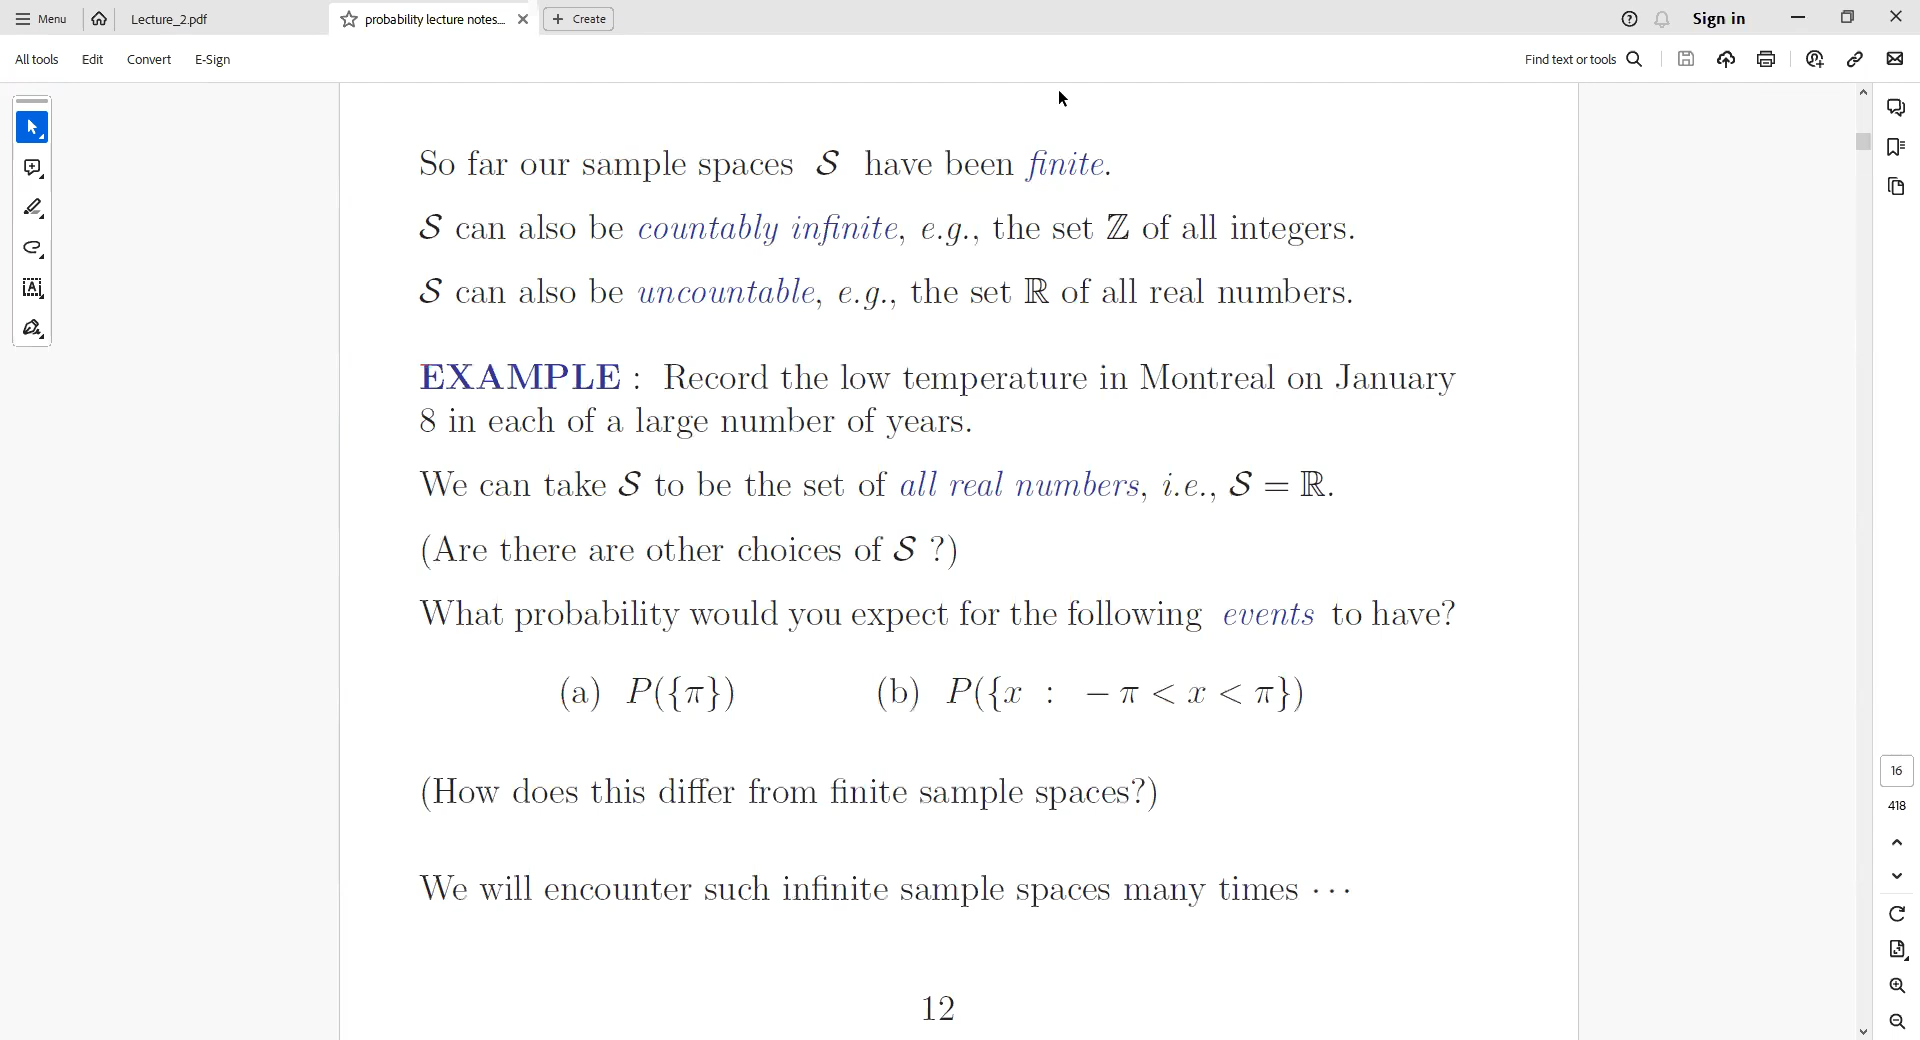 Menu
Lecture_2.pdf
probability lecture notes...
Create
Sign in
All tools
Edit
Convert
E-Sign
Find text or tools
So far our sample spaces 𝒮 have been finite.
𝒮 can also be countably infinite, e.g., the set ℤ of all integers.
𝒮 can also be uncountable, e.g., the set ℝ of all real numbers.
EXAMPLE : Record the low temperature in Montreal on January
8 in each of a large number of years.
We can take 𝒮 to be the set of all real numbers, i.e., 𝒮 = ℝ.
(Are there are other choices of 𝒮 ?)
What probability would you expect for the following events to have?
(a) P({π}) (b) P({x : − π < x < π})
(How does this differ from finite sample spaces?)
We will encounter such infinite sample spaces many times ⋯
12
16
418